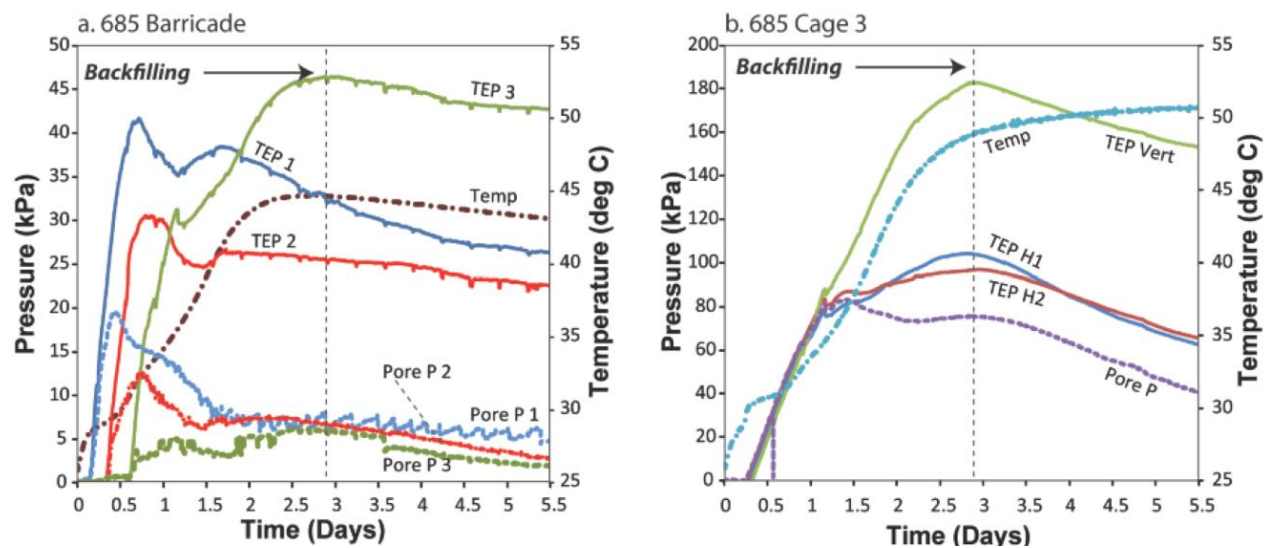 a. 685 Barricade
50
45
40
35
30
25
20
15
10
5
0
Pressure (kPa)
55
50
45
40
35
30
25
Temperature (deg C)
0 0.5 1 1.5 2 2.5 3 3.5 4 4.5 5 5.5
Time (Days)
Backfilling
TEP 3
TEP 1
Temp
TEP 2
Pore P 2
Pore P 1
Pore P 3
b. 685 Cage 3
200
180
160
140
120
100
80
60
40
20
0
Pressure (kPa)
55
50
45
40
35
30
25
Temperature (deg C)
0 0.5 1 1.5 2 2.5 3 3.5 4 4.5 5 5.5
Time (Days)
Backfilling
Temp
TEP Vert
TEP H1
TEP H2
Pore P